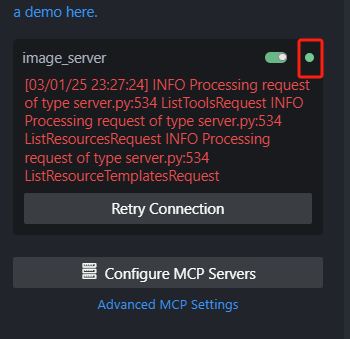 a demo here.
image_server
[03/01/25 23:27:24] INFO Processing request
of type server.py:534 ListToolsRequest INFO
Processing request of type server.py:534
ListResourcesRequest INFO Processing
request of type server.py:534
ListResourceTemplatesRequest
Retry Connection
Configure MCP Servers
Advanced MCP Settings